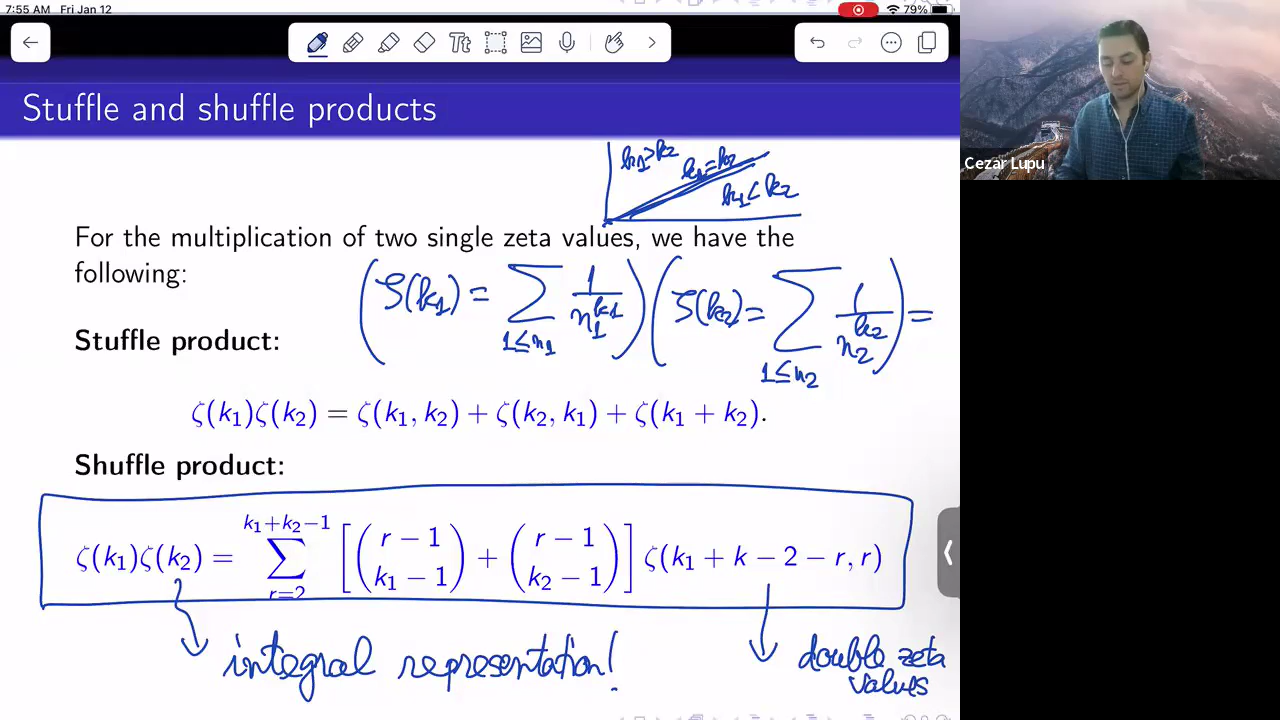 7:55 AM Fri Jan 12
79%
Tt
Stuffle and shuffle products
k₁>k₂
k₁=k₂
k₁<k₂
For the multiplication of two single zeta values, we have the
following:
(ζ(k₁) = ∑_{1≤n₁} 1/n₁^{k₁}) (ζ(k₂) = ∑_{1≤n₂} 1/n₂^{k₂}) =
Stuffle product:
ζ(k₁)ζ(k₂) = ζ(k₁, k₂) + ζ(k₂, k₁) + ζ(k₁ + k₂).
Shuffle product:
ζ(k₁)ζ(k₂) = ∑_{r=2}^{k₁+k₂−1} [(r − 1 / k₁ − 1) + (r − 1 / k₂ − 1)] ζ(k₁ + k − 2 − r, r)
integral representation!
double zeta
values
Cezar Lupu